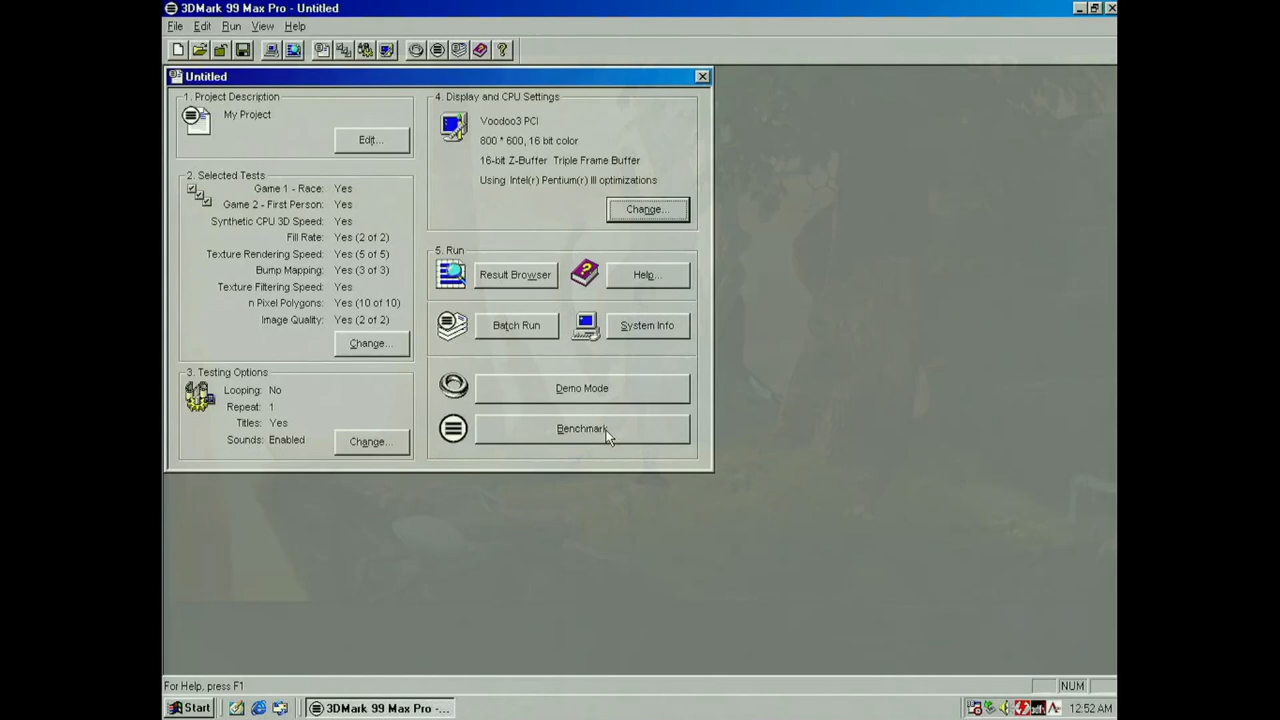 3DMark 99 Max Pro - Untitled
File Edit Run View Help
Untitled
1. Project Description
My Project
Edit...
2. Selected Tests
Game 1 - Race: Yes
Game 2 - First Person: Yes
Synthetic CPU 3D Speed: Yes
Fill Rate: Yes (2 of 2)
Texture Rendering Speed: Yes (5 of 5)
Bump Mapping: Yes (3 of 3)
Texture Filtering Speed: Yes
n Pixel Polygons: Yes (10 of 10)
Image Quality: Yes (2 of 2)
Change...
3. Testing Options
Looping: No
Repeat: 1
Titles: Yes
Sounds: Enabled
Change...
4. Display and CPU Settings
Voodoo3 PCI
800 * 600, 16 bit color
16-bit Z-Buffer Triple Frame Buffer
Using Intel(r) Pentium(r) III optimizations
Change...
5. Run
Result Browser
Help...
Batch Run
System Info
Demo Mode
Benchmark
For Help, press F1
NUM
Start
3DMark 99 Max Pro -...
12:52 AM